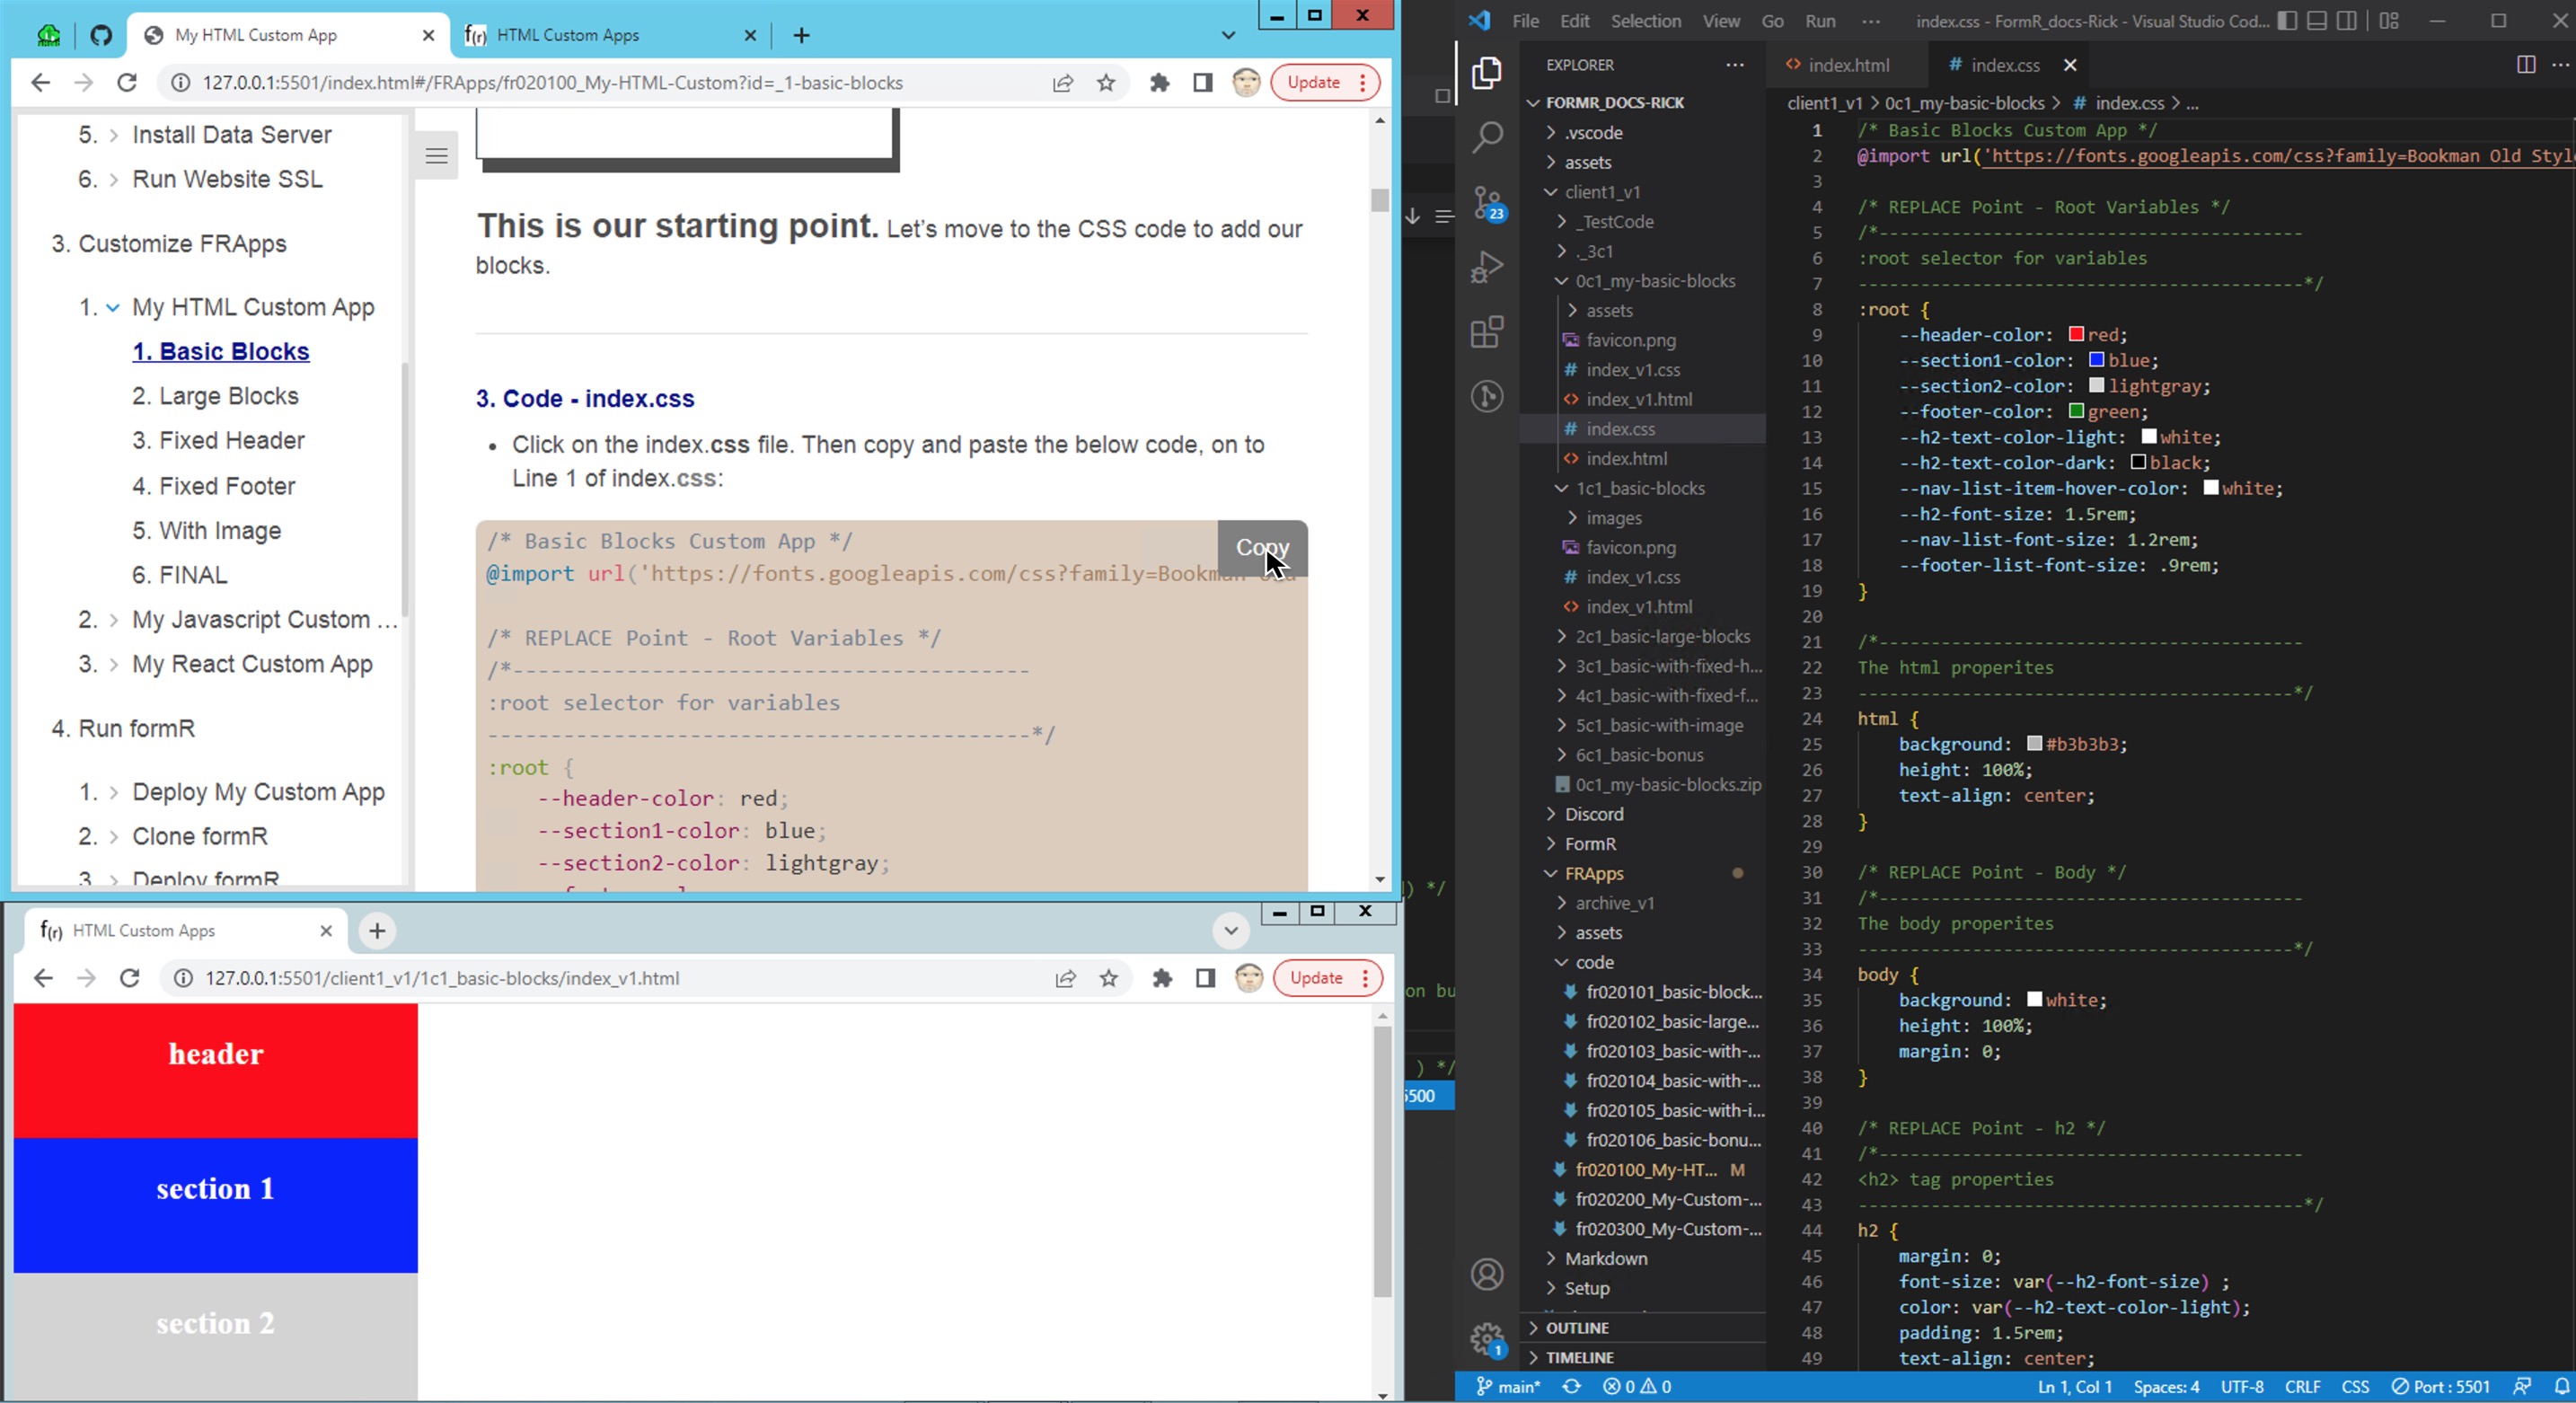 My HTML Custom App
f(r) HTML Custom Apps
127.0.0.1:5501/index.html#/FRApps/fr020100_My-HTML-Custom?id=_1-basic-blocks
Update
5. Install Data Server
6. Run Website SSL
3. Customize FRApps
1. My HTML Custom App
1. Basic Blocks
2. Large Blocks
3. Fixed Header
4. Fixed Footer
5. With Image
6. FINAL
2. My Javascript Custom ...
3. My React Custom App
4. Run formR
1. Deploy My Custom App
2. Clone formR
3. Deploy formR
This is our starting point. Let's move to the CSS code to add our
blocks.
3. Code - index.css
• Click on the index.css file. Then copy and paste the below code, on to
Line 1 of index.css:
Copy
/* Basic Blocks Custom App */
@import url('https://fonts.googleapis.com/css?family=Bookman Old
/* REPLACE Point - Root Variables */
/*------------------------------------------
:root selector for variables
-------------------------------------------*/
:root {
--header-color: red;
--section1-color: blue;
--section2-color: lightgray;
f(r) HTML Custom Apps
127.0.0.1:5501/client1_v1/1c1_basic-blocks/index_v1.html
Update
header
section 1
section 2
) */
on bu
) */
5500
File Edit Selection View Go Run ··· index.css - FormR_docs-Rick - Visual Studio Cod...
EXPLORER ···
FORMR_DOCS-RICK
.vscode
assets
client1_v1
_TestCode
._3c1
0c1_my-basic-blocks
assets
favicon.png
# index_v1.css
<> index_v1.html
# index.css
<> index.html
1c1_basic-blocks
images
favicon.png
# index_v1.css
<> index_v1.html
2c1_basic-large-blocks
3c1_basic-with-fixed-h...
4c1_basic-with-fixed-f...
5c1_basic-with-image
6c1_basic-bonus
0c1_my-basic-blocks.zip
Discord
FormR
FRApps
archive_v1
assets
code
fr020101_basic-block...
fr020102_basic-large...
fr020103_basic-with-...
fr020104_basic-with-...
fr020105_basic-with-i...
fr020106_basic-bonu...
fr020100_My-HT... M
fr020200_My-Custom-...
fr020300_My-Custom-...
Markdown
Setup
OUTLINE
TIMELINE
23
1
<> index.html
# index.css
client1_v1 > 0c1_my-basic-blocks > # index.css > ...
1 /* Basic Blocks Custom App */
2 @import url('https://fonts.googleapis.com/css?family=Bookman Old Styl
3
4 /* REPLACE Point - Root Variables */
5 /*-----------------------------------------
6 :root selector for variables
7 -------------------------------------------*/
8 :root {
9 --header-color: red;
10 --section1-color: blue;
11 --section2-color: lightgray;
12 --footer-color: green;
13 --h2-text-color-light: white;
14 --h2-text-color-dark: black;
15 --nav-list-item-hover-color: white;
16 --h2-font-size: 1.5rem;
17 --nav-list-font-size: 1.2rem;
18 --footer-list-font-size: .9rem;
19 }
20
21 /*-----------------------------------------
22 The html properites
23 ------------------------------------------*/
24 html {
25 background: #b3b3b3;
26 height: 100%;
27 text-align: center;
28 }
29
30 /* REPLACE Point - Body */
31 /*-----------------------------------------
32 The body properites
33 ------------------------------------------*/
34 body {
35 background: white;
36 height: 100%;
37 margin: 0;
38 }
39
40 /* REPLACE Point - h2 */
41 /*-----------------------------------------
42 <h2> tag properties
43 -------------------------------------------*/
44 h2 {
45 margin: 0;
46 font-size: var(--h2-font-size) ;
47 color: var(--h2-text-color-light);
48 padding: 1.5rem;
49 text-align: center;
main* 0 0 Ln 1, Col 1 Spaces: 4 UTF-8 CRLF CSS Port : 5501